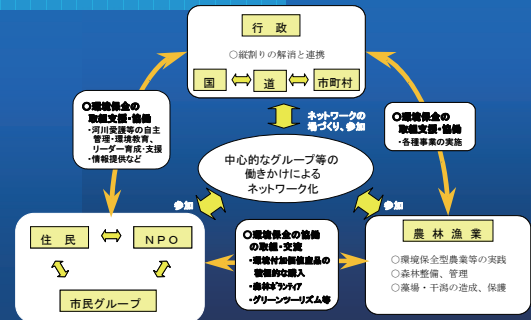 行 政
○縦割りの解消と連携
国
道
市町村
○環境保全の
取組支援・協働
・河川愛護等の自主
管理・環境教育、
リーダー育成・支援
・情報提供など
ネットワークの
場づくり、参加
○環境保全の
取組支援・協働
・各種事業の実施
中心的なグループ等の
働きかけによる
ネットワーク化
参加
参加
住 民
NPO
市民グループ
○環境保全の協働
の取組・交流
・環境付加価値産品の
積極的な購入
・森林ボランティア
・グリーンツーリズム等
農 林 漁 業
○環境保全型農業等の実践
○森林整備、管理
○藻場・干潟の造成、保護